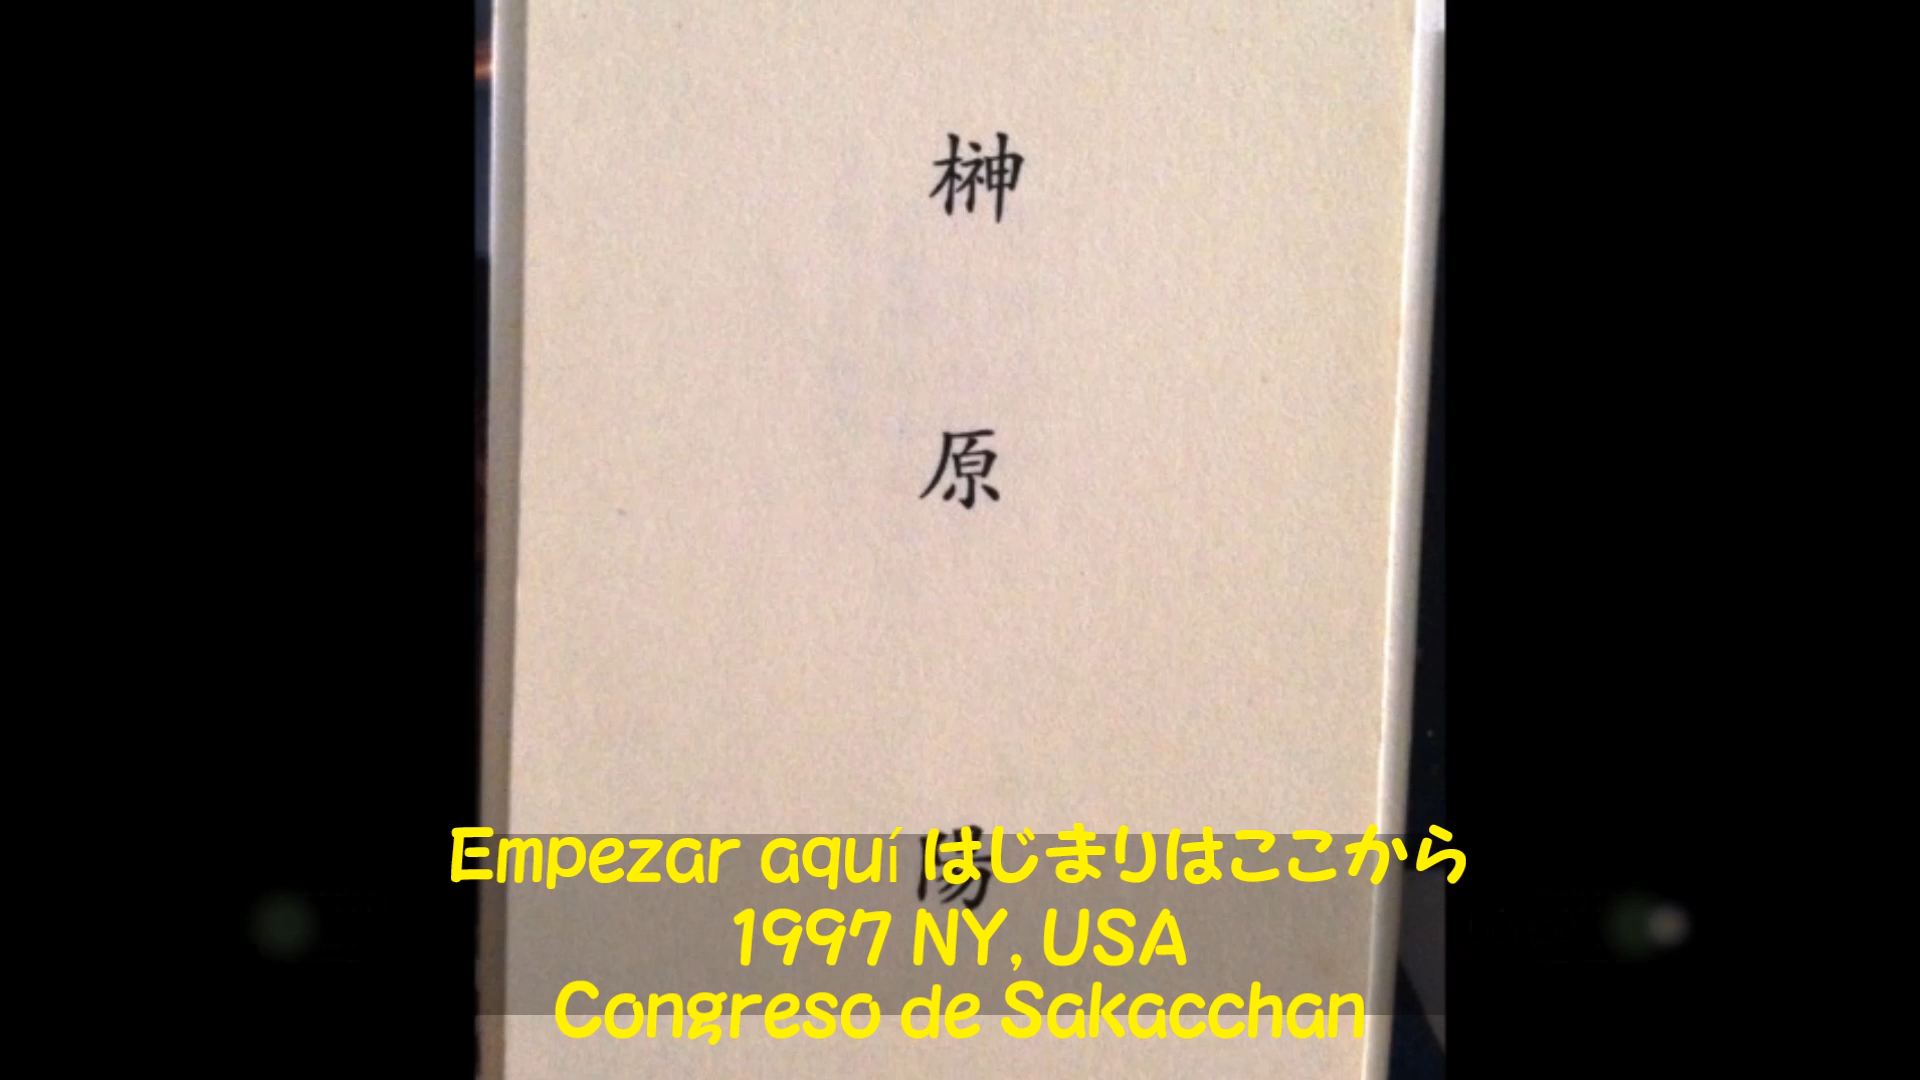 榊
原
陽
Empezar aquí はじまりはここから
1997 NY, USA
Congreso de Sakacchan